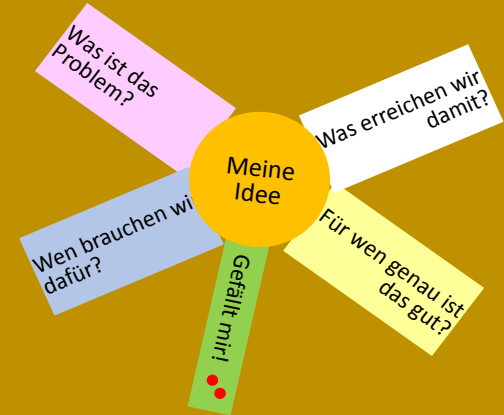 Was ist das
Problem?
Was erreichen wir
damit?
Meine
Idee
Wen brauchen wi
dafür?
Für wen genau ist
das gut?
Gefällt mir!